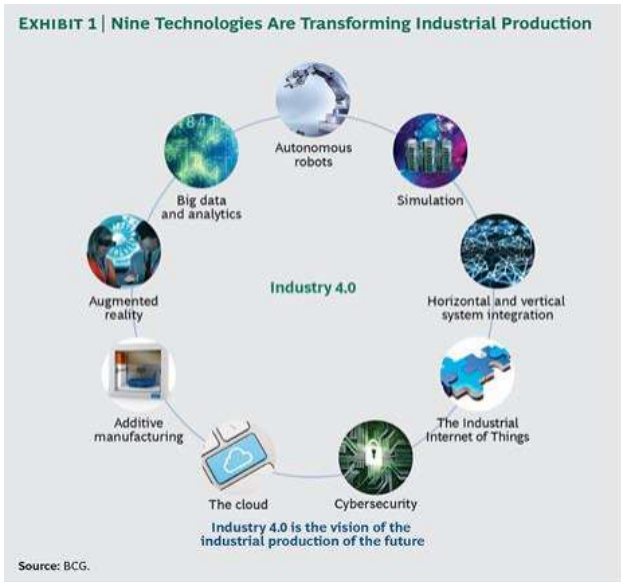 EXHIBIT 1 | Nine Technologies Are Transforming Industrial Production
Autonomous
robots
Simulation
Horizontal and vertical
system integration
The Industrial
Internet of Things
Cybersecurity
The cloud
Additive
manufacturing
Augmented
reality
Big data
and analytics
Industry 4.0
Industry 4.0 is the vision of the
industrial production of the future
Source: BCG.